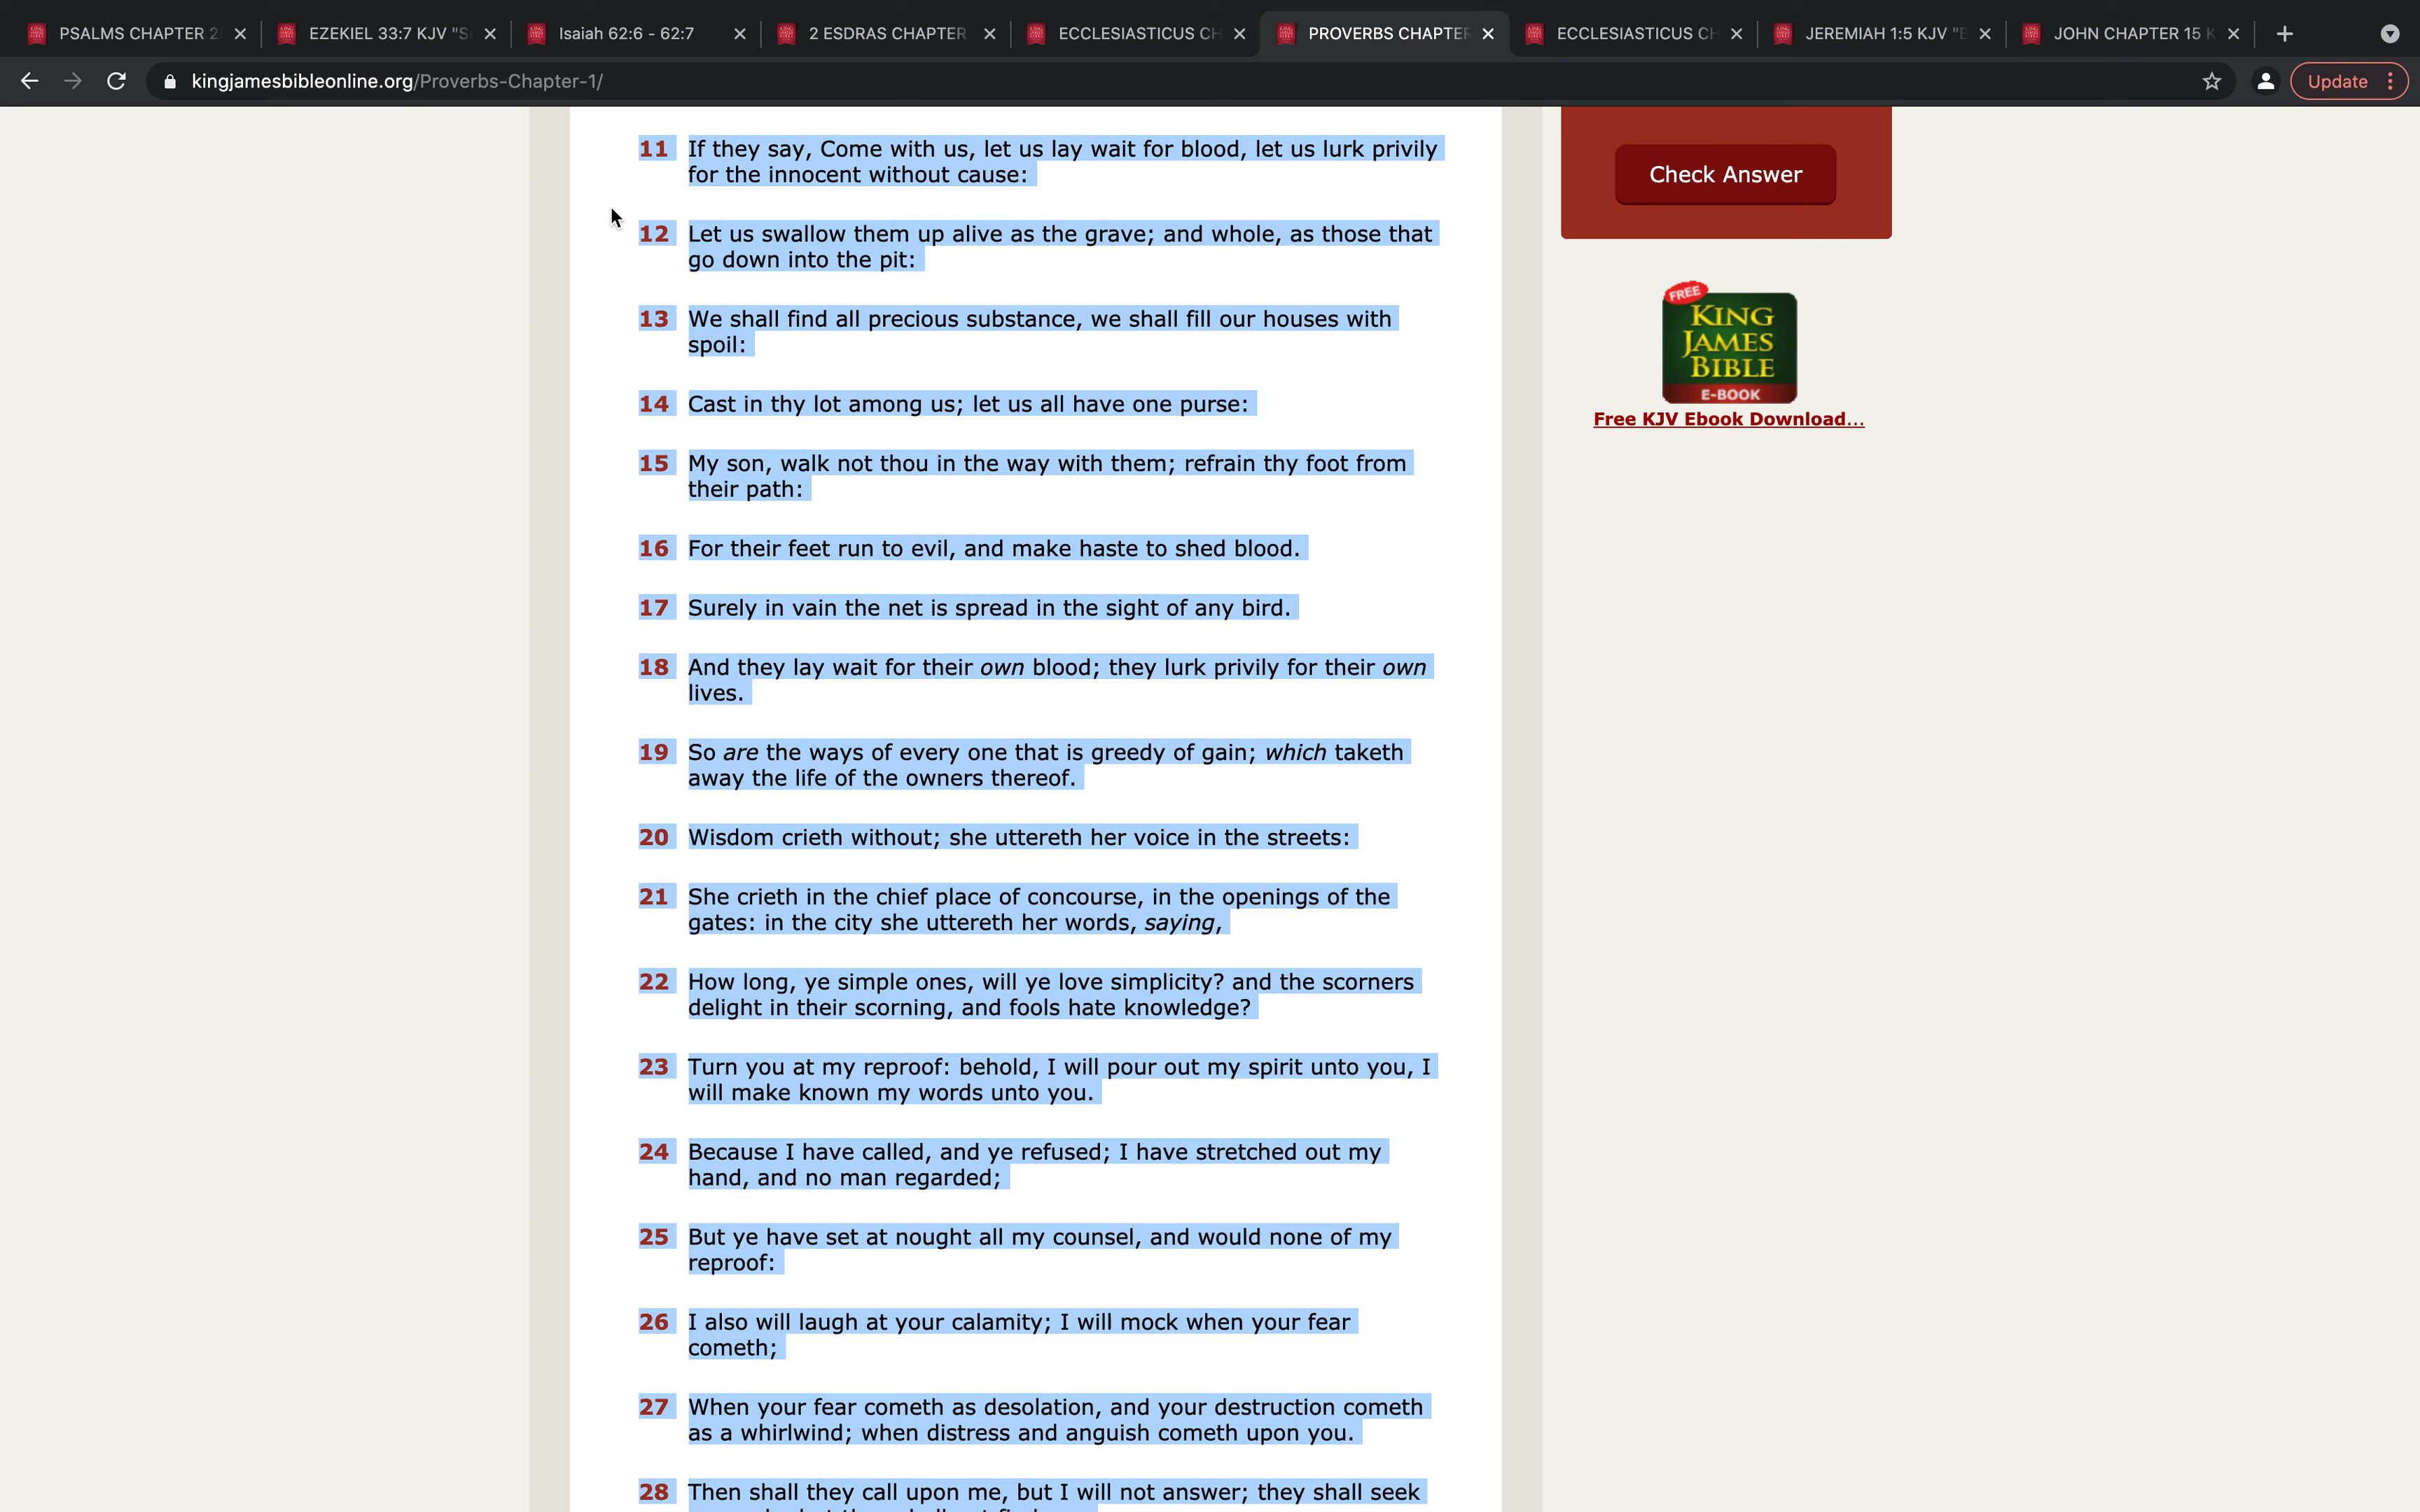 PSALMS CHAPTER 2
EZEKIEL 33:7 KJV
Isaiah 62:6 - 62:7
2 ESDRAS CHAPTER
ECCLESIASTICUS CH
PROVERBS CHAPTER
ECCLESIASTICUS CH
JEREMIAH 1:5 KJV
JOHN CHAPTER 15 K
kingjamesbibleonline.org/Proverbs-Chapter-1/
Update
11 If they say, Come with us, let us lay wait for blood, let us lurk privily
for the innocent without cause:
12 Let us swallow them up alive as the grave; and whole, as those that
go down into the pit:
13 We shall find all precious substance, we shall fill our houses with
spoil:
14 Cast in thy lot among us; let us all have one purse:
15 My son, walk not thou in the way with them; refrain thy foot from
their path:
16 For their feet run to evil, and make haste to shed blood.
17 Surely in vain the net is spread in the sight of any bird.
18 And they lay wait for their own blood; they lurk privily for their own
lives.
19 So are the ways of every one that is greedy of gain; which taketh
away the life of the owners thereof.
20 Wisdom crieth without; she uttereth her voice in the streets:
21 She crieth in the chief place of concourse, in the openings of the
gates: in the city she uttereth her words, saying,
22 How long, ye simple ones, will ye love simplicity? and the scorners
delight in their scorning, and fools hate knowledge?
23 Turn you at my reproof: behold, I will pour out my spirit unto you, I
will make known my words unto you.
24 Because I have called, and ye refused; I have stretched out my
hand, and no man regarded;
25 But ye have set at nought all my counsel, and would none of my
reproof:
26 I also will laugh at your calamity; I will mock when your fear
cometh;
27 When your fear cometh as desolation, and your destruction cometh
as a whirlwind; when distress and anguish cometh upon you.
28 Then shall they call upon me, but I will not answer; they shall seek
Check Answer
FREE
KING
JAMES
BIBLE
E-BOOK
Free KJV Ebook Download...